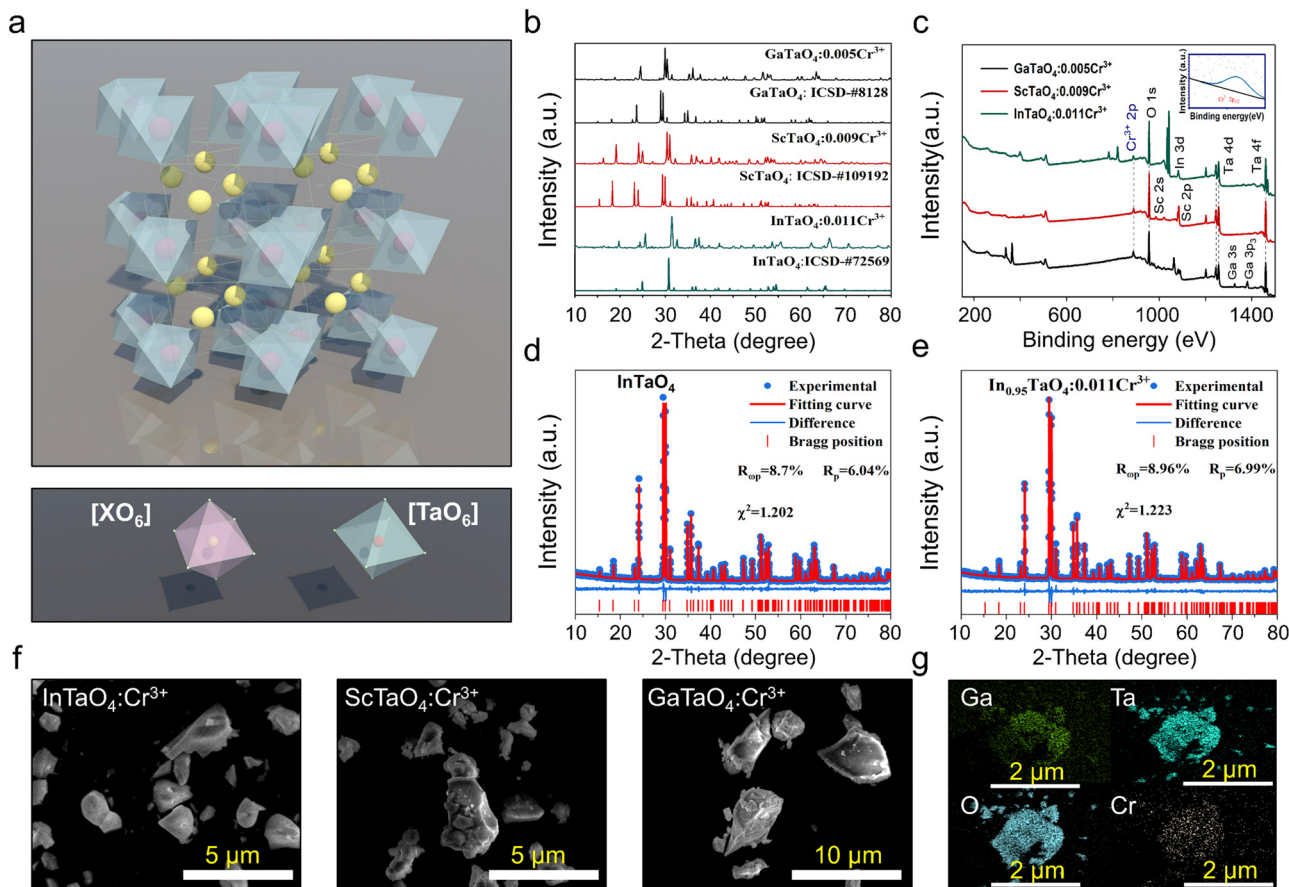 a
[XO₆]
[TaO₆]
b
Intensity (a.u.)
GaTaO₄:0.005Cr³⁺
GaTaO₄: ICSD-#8128
ScTaO₄:0.009Cr³⁺
ScTaO₄: ICSD-#109192
InTaO₄:0.011Cr³⁺
InTaO₄:ICSD-#72569
10 20 30 40 50 60 70 80
2-Theta (degree)
c
Intensity(a.u.)
GaTaO₄:0.005Cr³⁺
ScTaO₄:0.009Cr³⁺
InTaO₄:0.011Cr³⁺
Intensity (a.u.)
Binding energy(eV)
Cr³⁺ 2p
O 1s
In 3d
Ta 4d
Ta 4f
Sc 2s
Sc 2p
Ga 3s
Ga 3p₃
200 600 1000 1400
Binding energy (eV)
d
Intensity (a.u.)
InTaO₄
Experimental
Fitting curve
Difference
Bragg position
Rωp=8.7% Rp=6.04%
χ²=1.202
10 20 30 40 50 60 70 80
2-Theta (degree)
e
Intensity (a.u.)
In₀.₉₅TaO₄:0.011Cr³⁺
Experimental
Fitting curve
Difference
Bragg position
Rωp=8.96% Rp=6.99%
χ²=1.223
10 20 30 40 50 60 70 80
2-Theta (degree)
f
InTaO₄:Cr³⁺
5 μm
ScTaO₄:Cr³⁺
5 μm
GaTaO₄:Cr³⁺
10 μm
g
Ga
2 μm
Ta
2 μm
O
2 μm
Cr
2 μm